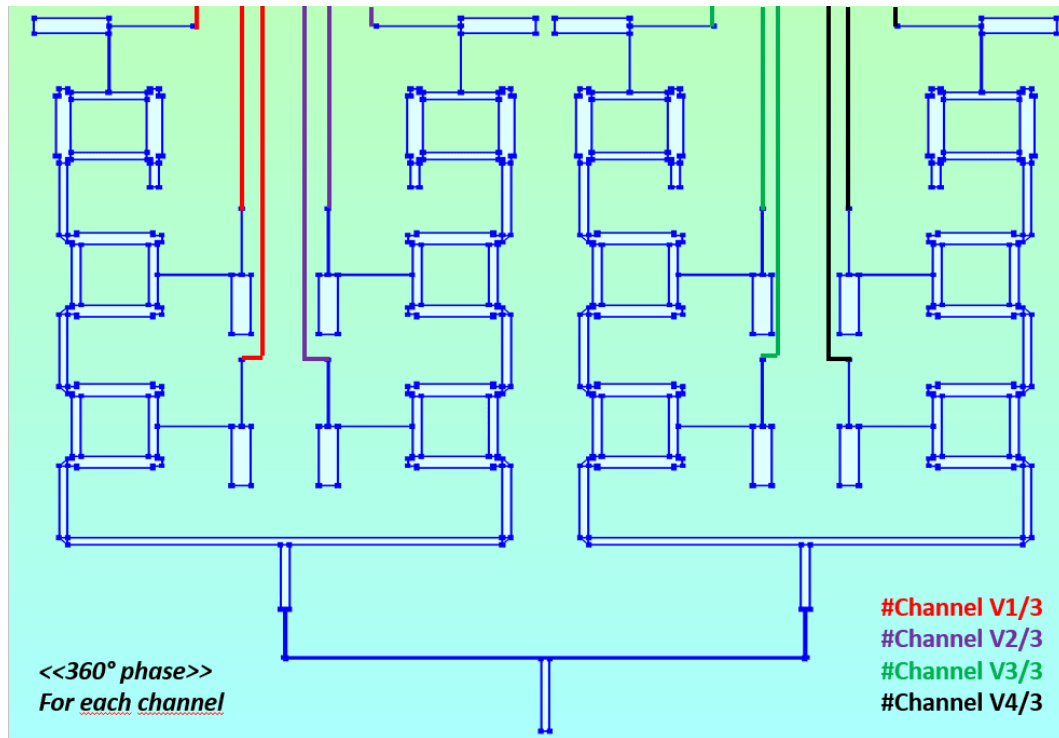 #Channel V1/3
#Channel V2/3
#Channel V3/3
#Channel V4/3
<<360° phase>>
For each channel